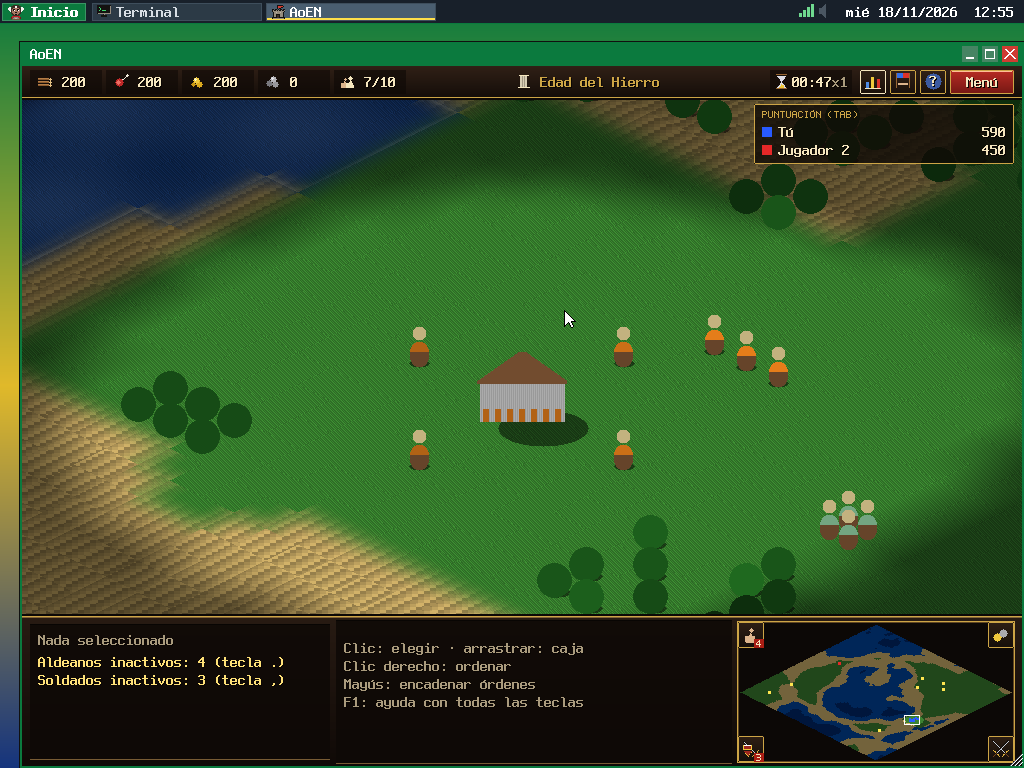 Inicio
Terminal
AoEN
mié 18/11/2026 12:55
AoEN
200
200
200
0
7/10
Edad del Hierro
00:47x1
?
Menú
PUNTUACIÓN (TAB)
Tú 590
Jugador 2 450
Nada seleccionado
Aldeanos inactivos: 4 (tecla .)
Soldados inactivos: 3 (tecla ,)
Clic: elegir · arrastrar: caja
Clic derecho: ordenar
Mayús: encadenar órdenes
F1: ayuda con todas las teclas
4
3